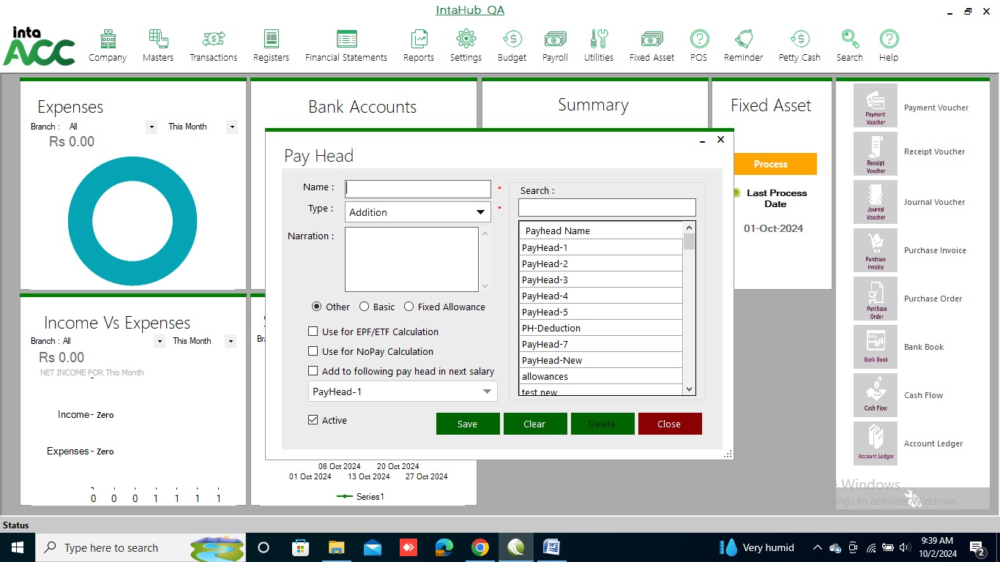 IntaHub_QA
inta
ACC
Company
Masters
Transactions
Registers
Financial Statements
Reports
Settings
Budget
Payroll
Utilities
Fixed Asset
POS
Reminder
Petty Cash
Search
Help
Expenses
Branch : All This Month
Rs 0.00
Bank Accounts
Summary
Fixed Asset
Process
Last Process
Date
01-Oct-2024
Payment
Voucher
Payment Voucher
Receipt
Voucher
Receipt Voucher
Journal
Voucher
Journal Voucher
Purchase
Invoice
Purchase Invoice
Purchase
Order
Purchase Order
Bank Book
Bank Book
Cash Flow
Cash Flow
Account Ledger
Account Ledger
Pay Head
Name : *
Type : Addition *
Narration :
Other Basic Fixed Allowance
Use for EPF/ETF Calculation
Use for NoPay Calculation
Add to following pay head in next salary
PayHead-1
Active
Search :
Payhead Name
PayHead-1
PayHead-2
PayHead-3
PayHead-4
PayHead-5
PH-Deduction
PayHead-7
PayHead-New
allowances
test new
Save Clear Delete Close
Income Vs Expenses
Branch : All This Month
Rs 0.00
NET INCOME FOR This Month
Income- Zero
Expenses- Zero
0 0 0 1 1 1 1
S
Br
06 Oct 2024 20 Oct 2024
01 Oct 2024 13 Oct 2024 27 Oct 2024
Series1
Activate Windows
Go to Settings to activate Windows.
Status
Type here to search
Very humid
9:39 AM
10/2/2024
2